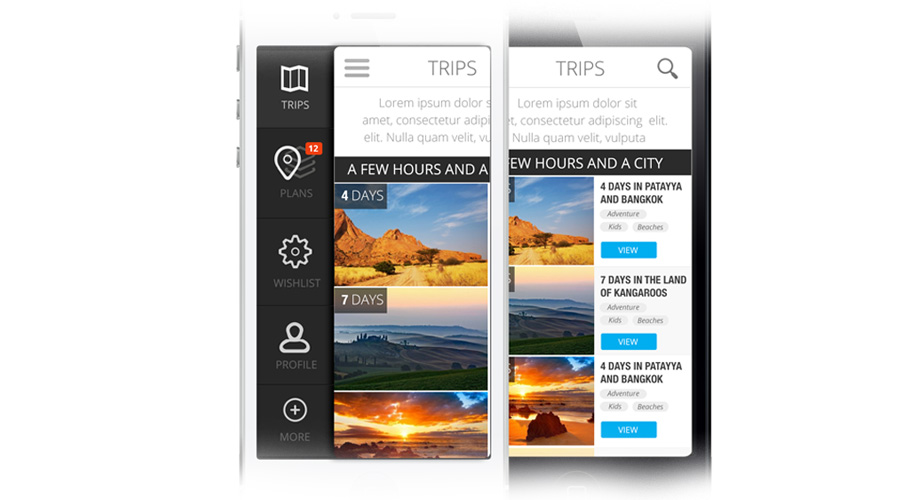 TRIPS
12
PLANS
WISHLIST
PROFILE
MORE
TRIPS
Lorem ipsum dolor s
amet, consectetur adipi
elit. Nulla quam velit, vu
A FEW HOURS AND A
4 DAYS
7 DAYS
TRIPS
Lorem ipsum dolor sit
et, consectetur adipiscing elit.
Nulla quam velit, vulputa
FEW HOURS AND A CITY
4 DAYS IN PATAYYA
AND BANGKOK
Adventure
Kids Beaches
VIEW
7 DAYS IN THE LAND
OF KANGAROOS
Adventure
Kids Beaches
VIEW
4 DAYS IN PATAYYA
AND BANGKOK
Adventure
Kids Beaches
VIEW